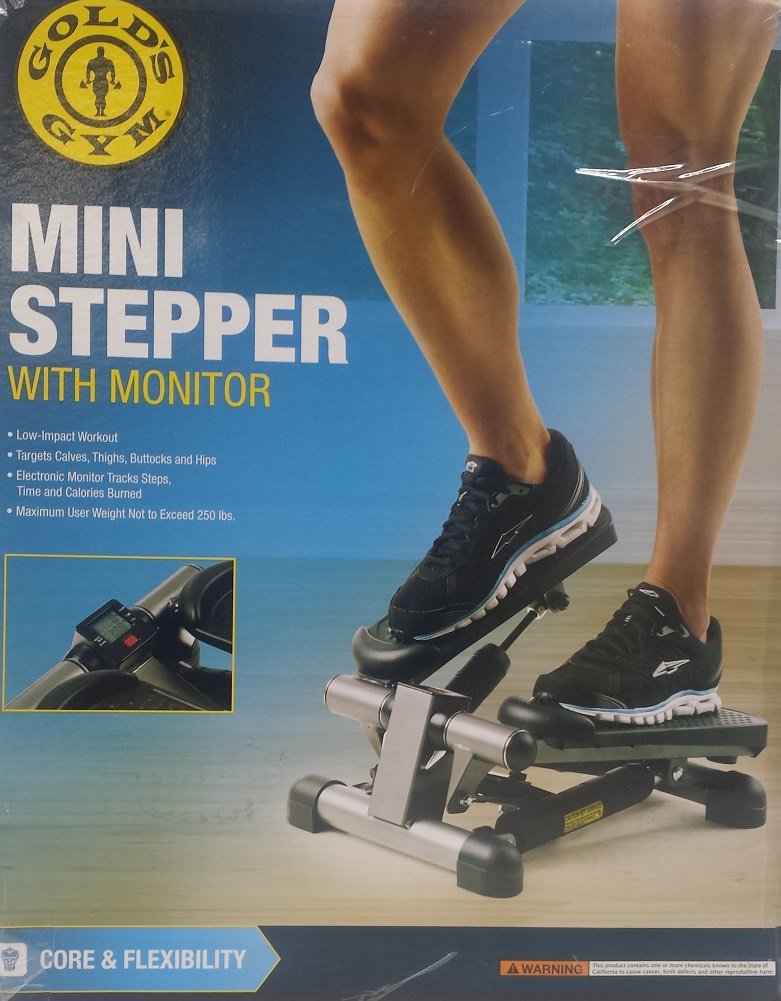 GOLD'S
GYM®
MINI
STEPPER
WITH MONITOR
• Low-Impact Workout
• Targets Calves, Thighs, Buttocks and Hips
• Electronic Monitor Tracks Steps,
Time and Calories Burned
• Maximum User Weight Not to Exceed 250 lbs.
CORE & FLEXIBILITY
WARNING
This product contains one or more chemicals known to the State of
California to cause cancer, birth defects and other reproductive harm.